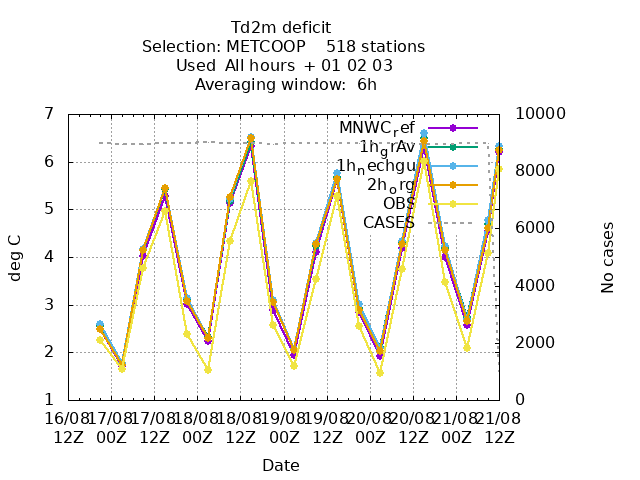 Td2m deficit
Selection: METCOOP 518 stations
Used All hours + 01 02 03
Averaging window: 6h
7
6
5
4
3
2
1
10000
8000
6000
4000
2000
0
deg C
No cases
MNWC_ref
1h_grAv
1h_nechgu
2h_org
OBS
CASES
16/08 12Z
17/08 00Z
17/08 12Z
18/08 00Z
18/08 12Z
19/08 00Z
19/08 12Z
20/08 00Z
20/08 12Z
21/08 00Z
21/08 12Z
Date